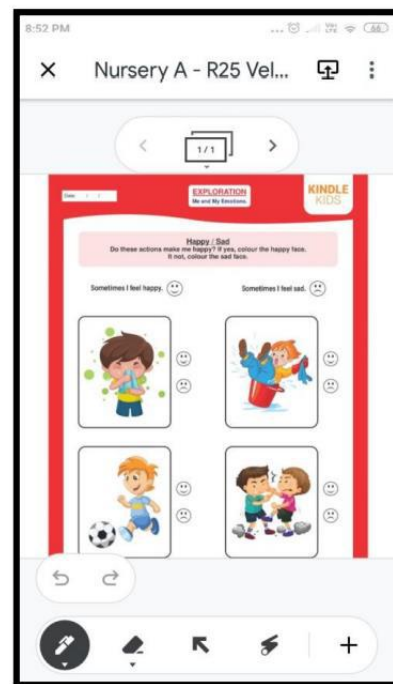 8:52 PM
66
Nursery A - R25 Vel...
1/1
Date: / /
EXPLORATION
Me and My Emotions.
KINDLE
KIDS
Happy / Sad
Do these actions make me happy? if yes, colour the happy face.
It not, colour the sad face.
Sometimes I feel happy.
Sometimes I feel sad.